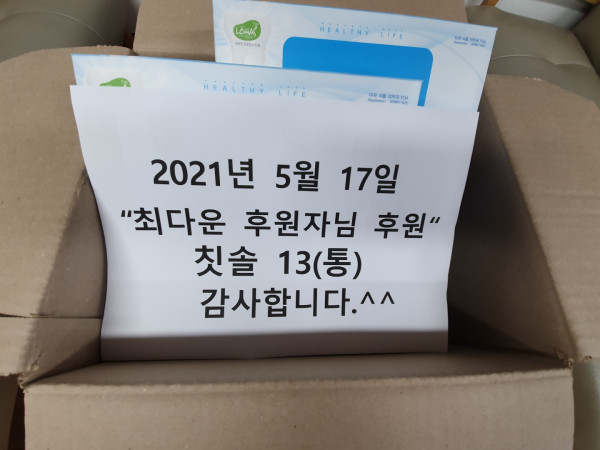 LOHAS
HEALTHY LIFE
HEALTHY LIFE
2021년 5월 17일
“최다운 후원자님 후원“
칫솔 13(통)
감사합니다.^^